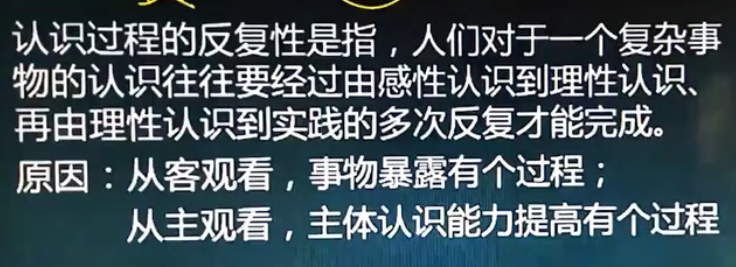 认识过程的反复性是指，人们对于一个复杂事
物的认识往往要经过由感性认识到理性认识、
再由理性认识到实践的多次反复才能完成。
原因：从客观看，事物暴露有个过程；
从主观看，主体认识能力提高有个过程